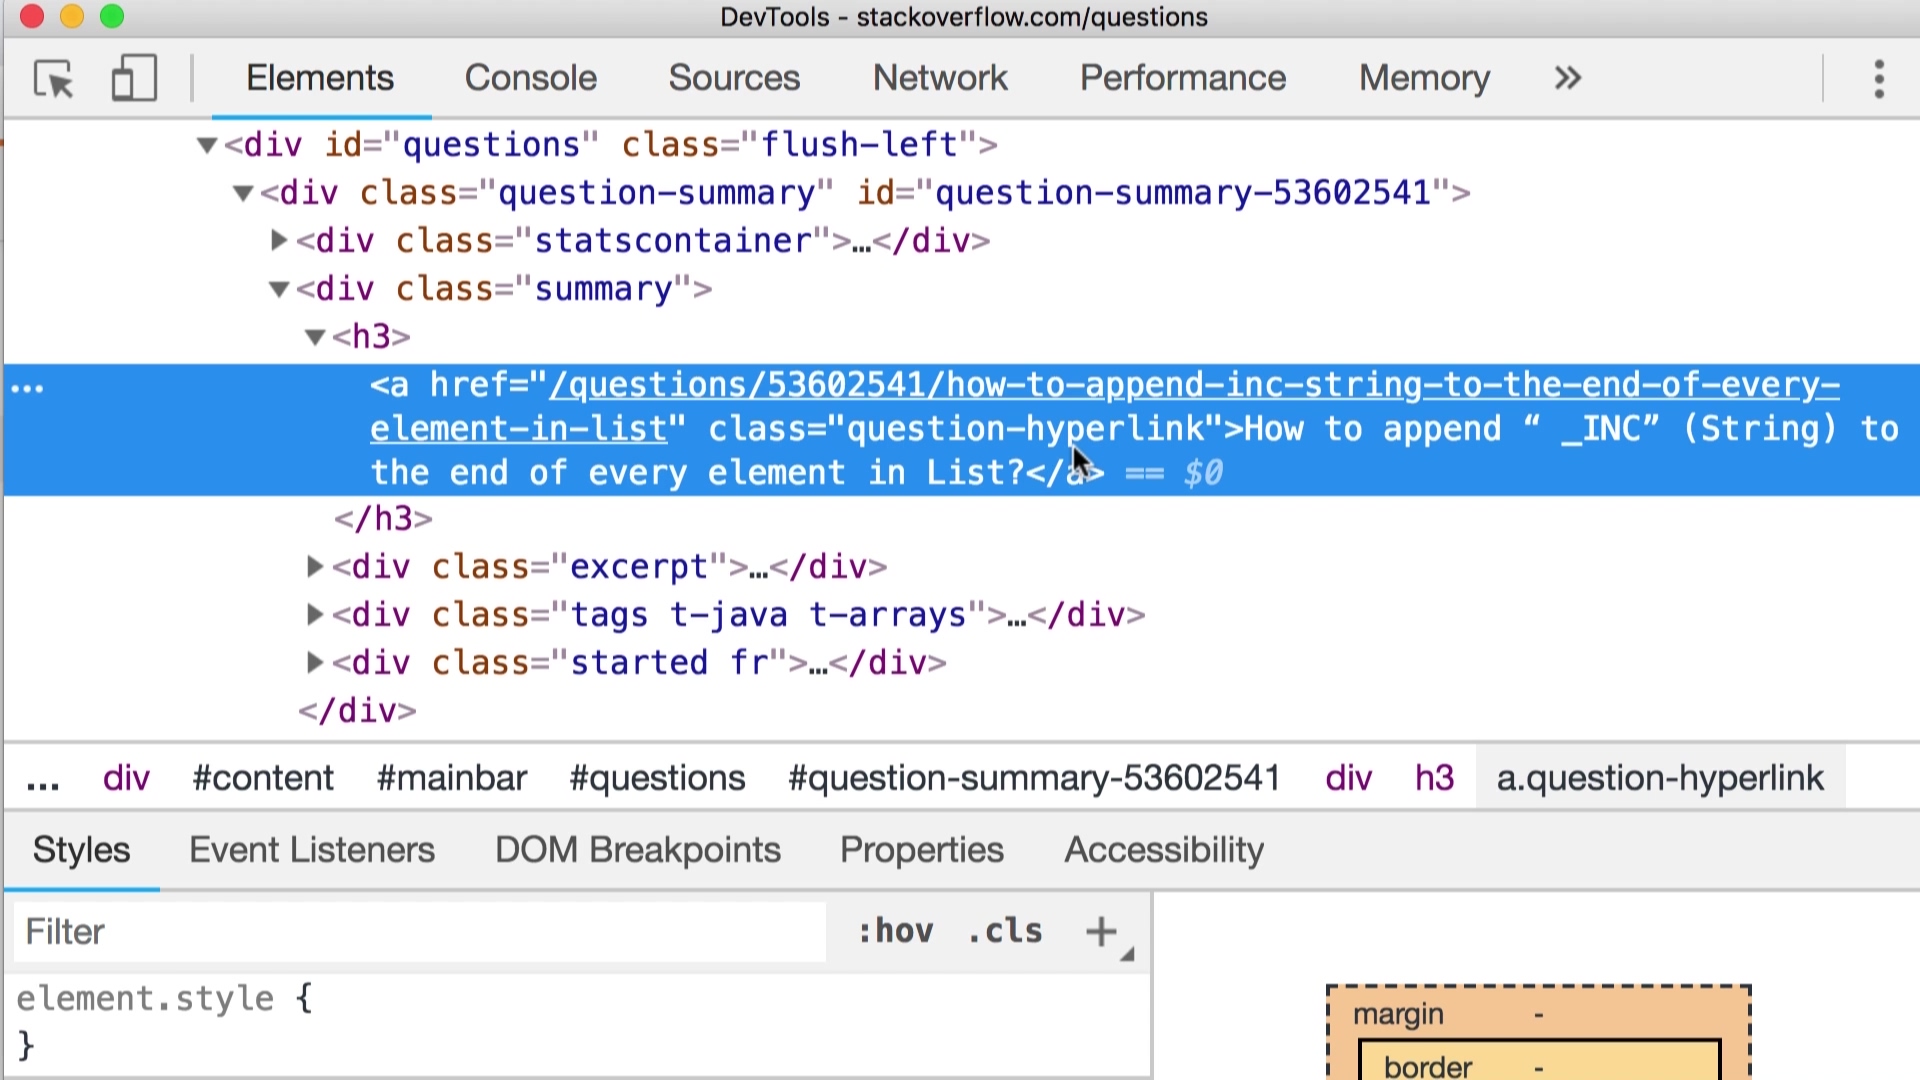 DevTools - stackoverflow.com/questions
Elements Console Sources Network Performance Memory »
<div id="questions" class="flush-left">
<div class="question-summary" id="question-summary-53602541">
<div class="statscontainer">…</div>
<div class="summary">
<h3>
… <a href="/questions/53602541/how-to-append-inc-string-to-the-end-of-every-
element-in-list" class="question-hyperlink">How to append “ _INC” (String) to
the end of every element in List?</a> == $0
</h3>
<div class="excerpt">…</div>
<div class="tags t-java t-arrays">…</div>
<div class="started fr">…</div>
</div>
... div #content #mainbar #questions #question-summary-53602541 div h3 a.question-hyperlink
Styles Event Listeners DOM Breakpoints Properties Accessibility
Filter :hov .cls +
element.style {
}
margin -
border -